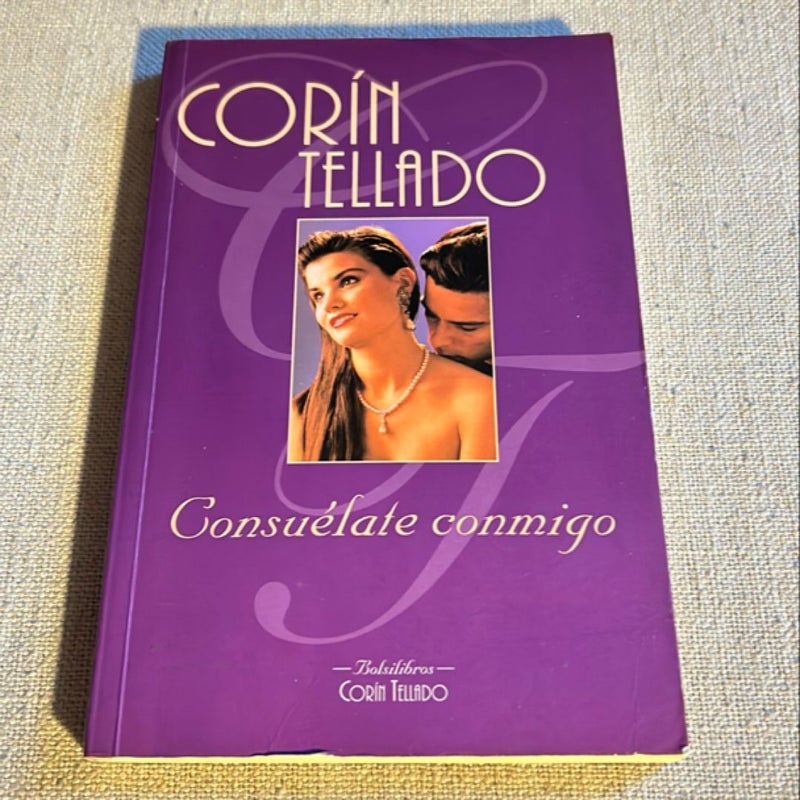 CORÍN
TELLADO
Consuélate conmigo
Bolsilibros
CORÍN TELLADO